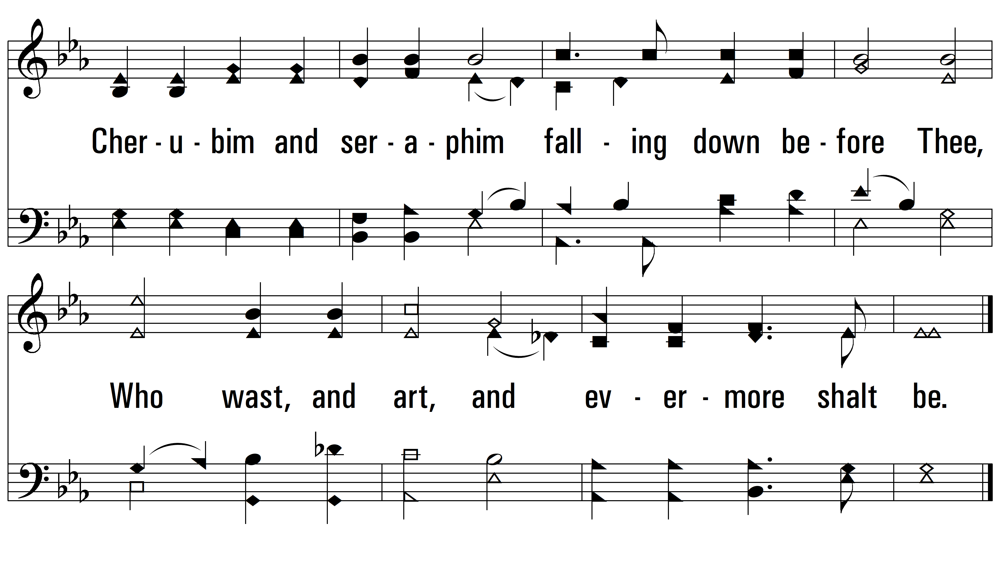 Cher - u - bim and ser - a - phim fall - ing down be - fore Thee,
Who wast, and art, and ev - er - more shalt be.